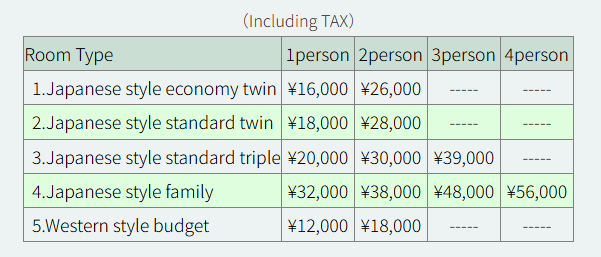 （Including TAX）
Room Type 1person 2person 3person 4person
1.Japanese style economy twin ¥16,000 ¥26,000 ----- -----
2.Japanese style standard twin ¥18,000 ¥28,000 ----- -----
3.Japanese style standard triple ¥20,000 ¥30,000 ¥39,000 -----
4.Japanese style family ¥32,000 ¥38,000 ¥48,000 ¥56,000
5.Western style budget ¥12,000 ¥18,000 ----- -----